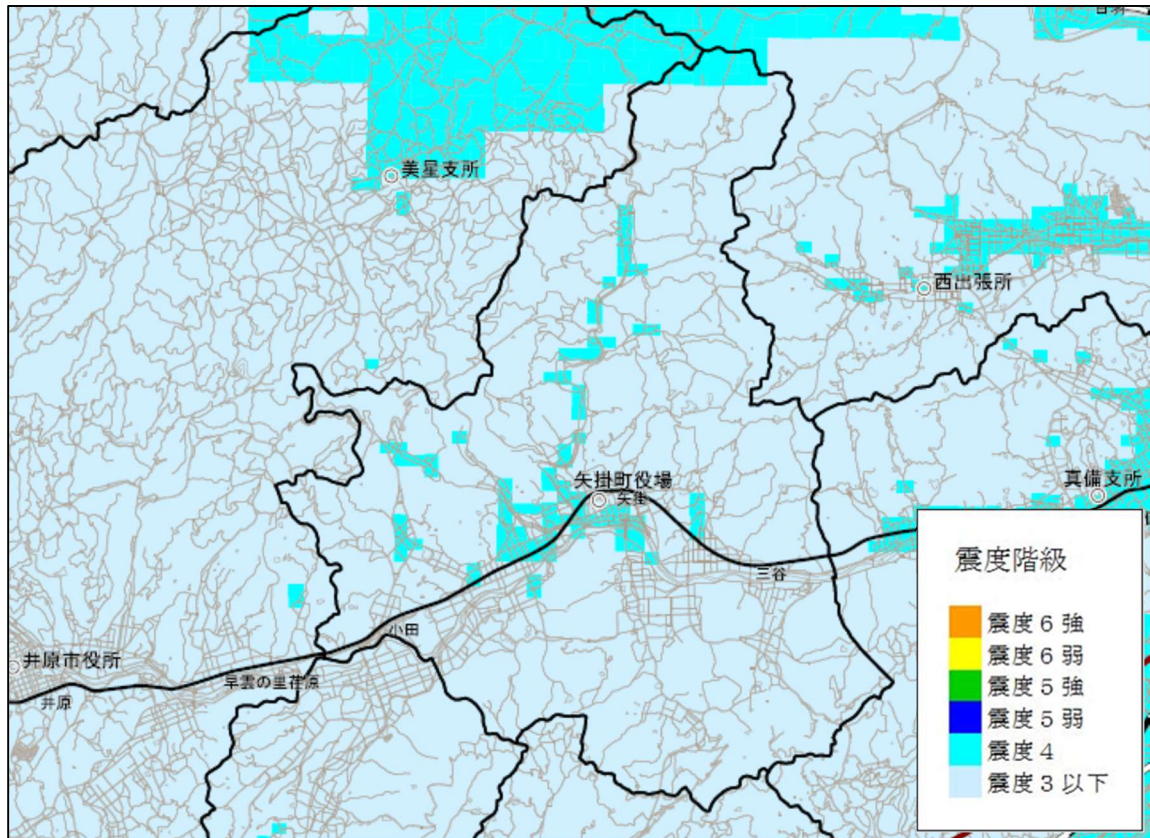 美星支所
西出張所
矢掛町役場
矢掛
真備支所
三谷
小田
井原市役所
早雲の里荏原
井原
震度階級
震度6強
震度6弱
震度5強
震度5弱
震度4
震度3以下